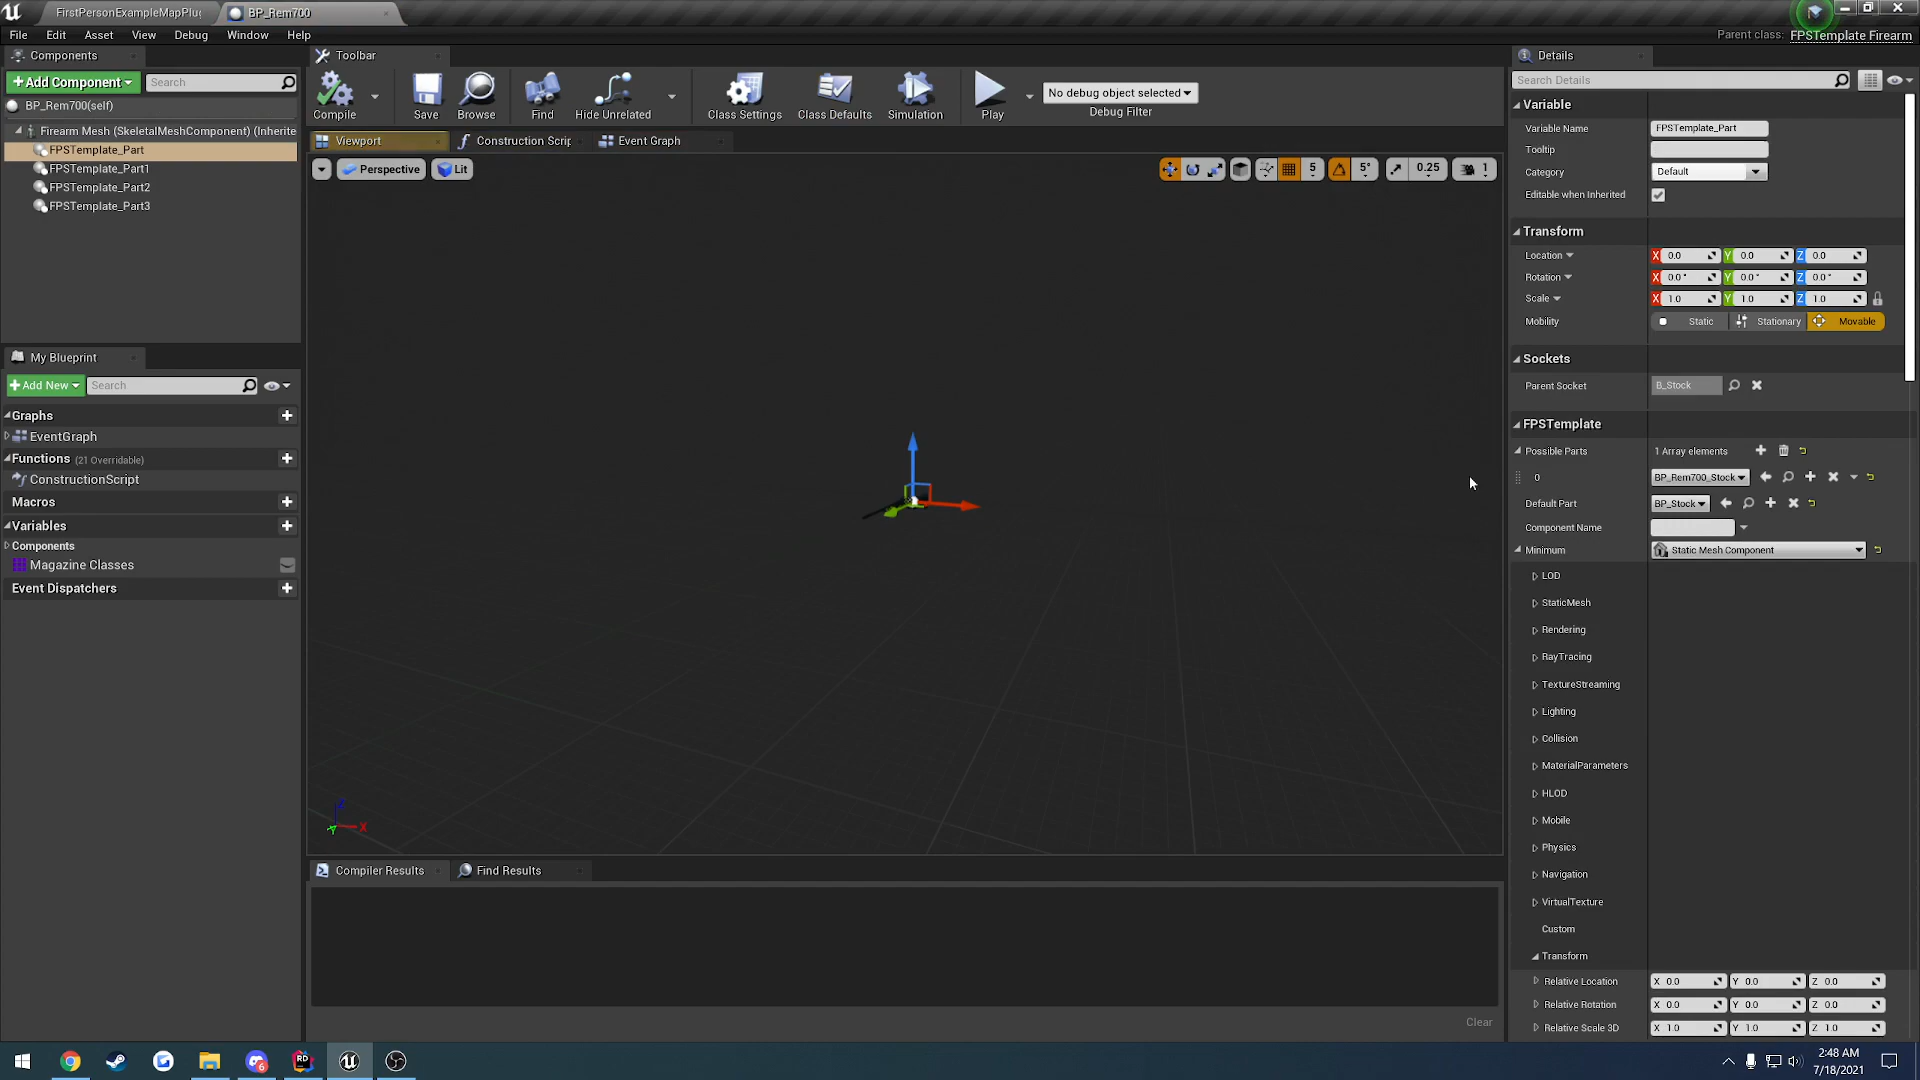 FirstPersonExampleMapPlug
BP_Rem700
File Edit Asset View Debug Window Help
Parent class: FPSTemplate Firearm
Components
Add Component
Search
BP_Rem700(self)
Firearm Mesh (SkeletalMeshComponent) (Inherite
FPSTemplate_Part
FPSTemplate_Part1
FPSTemplate_Part2
FPSTemplate_Part3
My Blueprint
Add New
Search
Graphs
EventGraph
Functions (21 Overridable)
ConstructionScript
Macros
Variables
Components
Magazine Classes
Event Dispatchers
Toolbar
Compile
Save
Browse
Find
Hide Unrelated
Class Settings
Class Defaults
Simulation
Play
No debug object selected
Debug Filter
Viewport
Construction Scrip
Event Graph
Perspective
Lit
5
5°
0.25
1
Z
Y
X
Compiler Results
Find Results
Clear
Details
Search Details
Variable
Variable Name FPSTemplate_Part
Tooltip
Category Default
Editable when Inherited
Transform
Location X 0.0 Y 0.0 Z 0.0
Rotation X 0.0° Y 0.0° Z 0.0°
Scale X 1.0 Y 1.0 Z 1.0
Mobility Static Stationary Movable
Sockets
Parent Socket B_Stock
FPSTemplate
Possible Parts 1 Array elements
0 BP_Rem700_Stock
Default Part BP_Stock
Component Name
Minimum Static Mesh Component
LOD
StaticMesh
Rendering
RayTracing
TextureStreaming
Lighting
Collision
MaterialParameters
HLOD
Mobile
Physics
Navigation
VirtualTexture
Custom
Transform
Relative Location X 0.0 Y 0.0 Z 0.0
Relative Rotation X 0.0 Y 0.0 Z 0.0
Relative Scale 3D X 1.0 Y 1.0 Z 1.0
RD
2:48 AM
7/18/2021